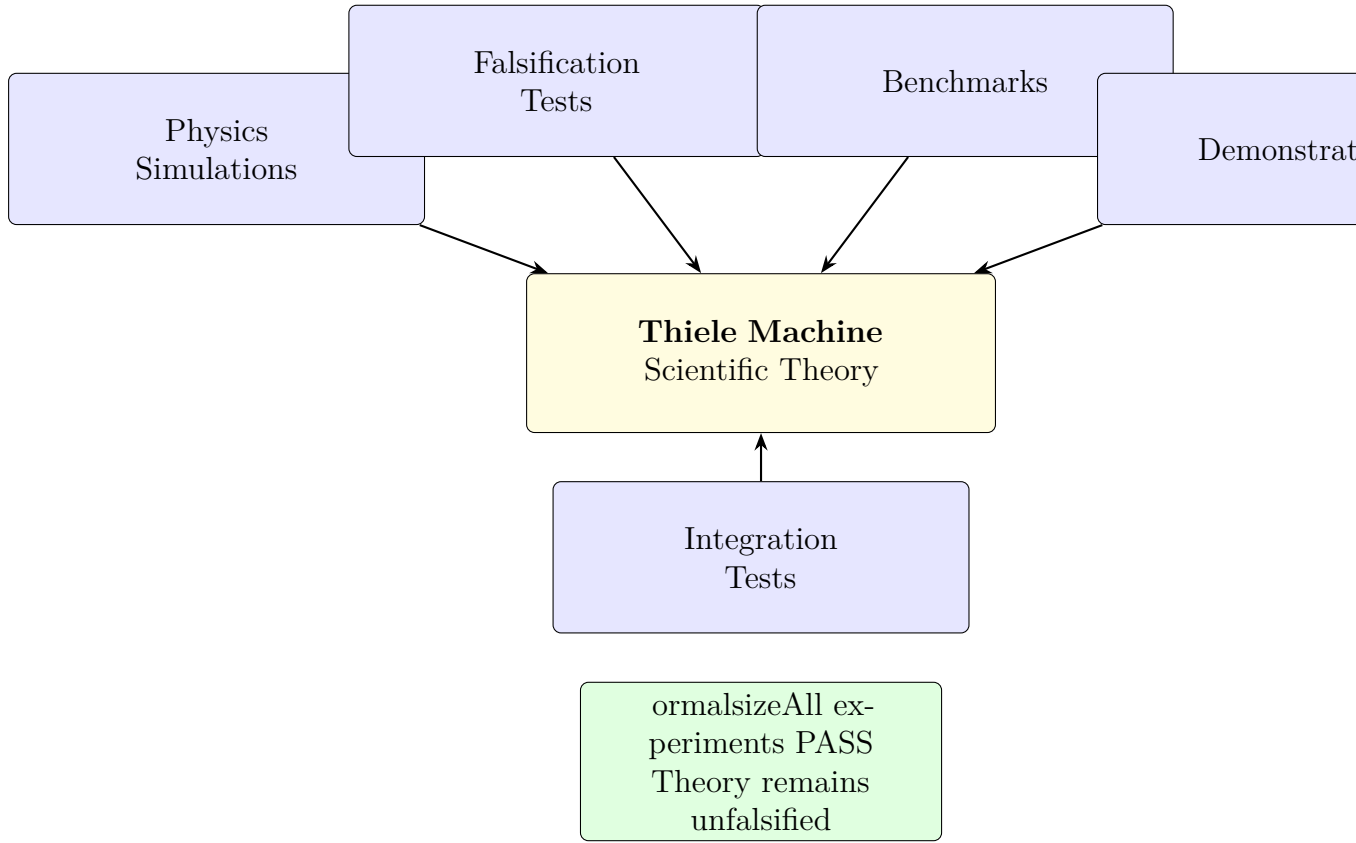 Falsification
Tests
Benchmarks
Physics
Simulations
Demonstrat
Thiele Machine
Scientific Theory
Integration
Tests
ormalsizeAll ex-
periments PASS
Theory remains
unfalsified